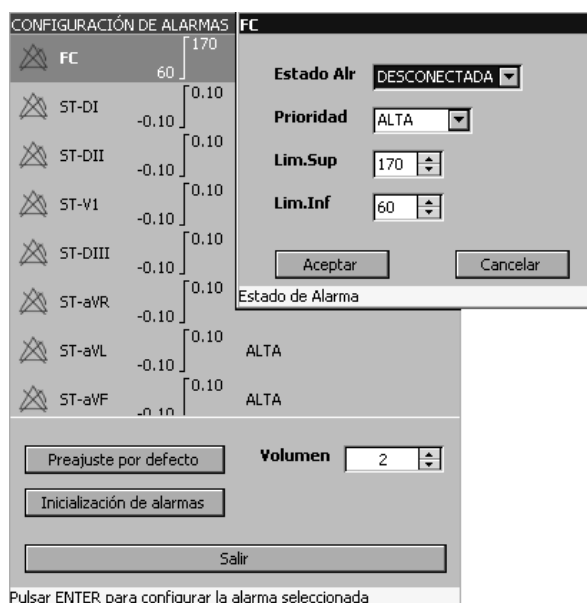 CONFIGURACIÓN DE ALARMAS
FC
170
60
ST-DI
0.10
-0.10
ST-DII
0.10
-0.10
ST-V1
0.10
-0.10
ST-DIII
0.10
-0.10
ST-aVR
0.10
-0.10
ST-aVL
0.10
-0.10
ALTA
ST-aVF
0.10
-0.10
ALTA
Preajuste por defecto
Volumen 2
Inicialización de alarmas
Salir
Pulsar ENTER para configurar la alarma seleccionada
FC
Estado Alr DESCONECTADA
Prioridad ALTA
Lim.Sup 170
Lim.Inf 60
Aceptar Cancelar
Estado de Alarma